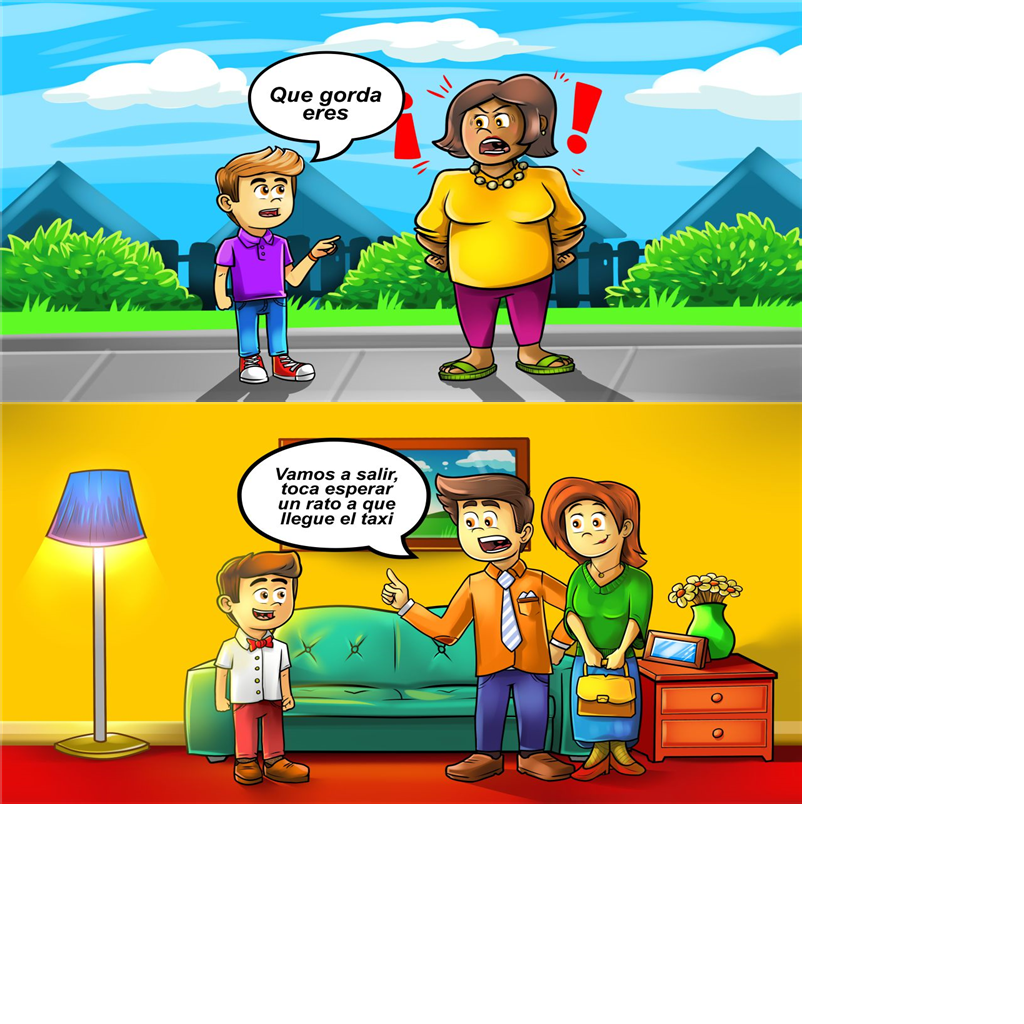 Que gorda
eres
¡ !
Vamos a salir,
toca esperar
un rato a que
llegue el taxi